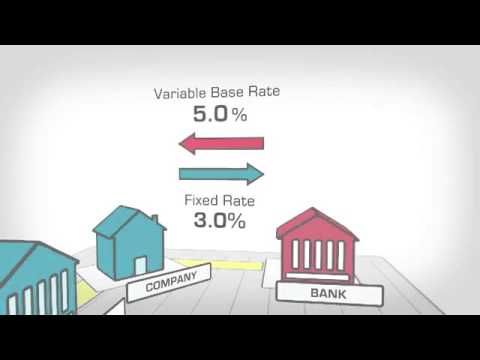 Variable Base Rate
5.0 %
Fixed Rate
3.0%
COMPANY
BANK